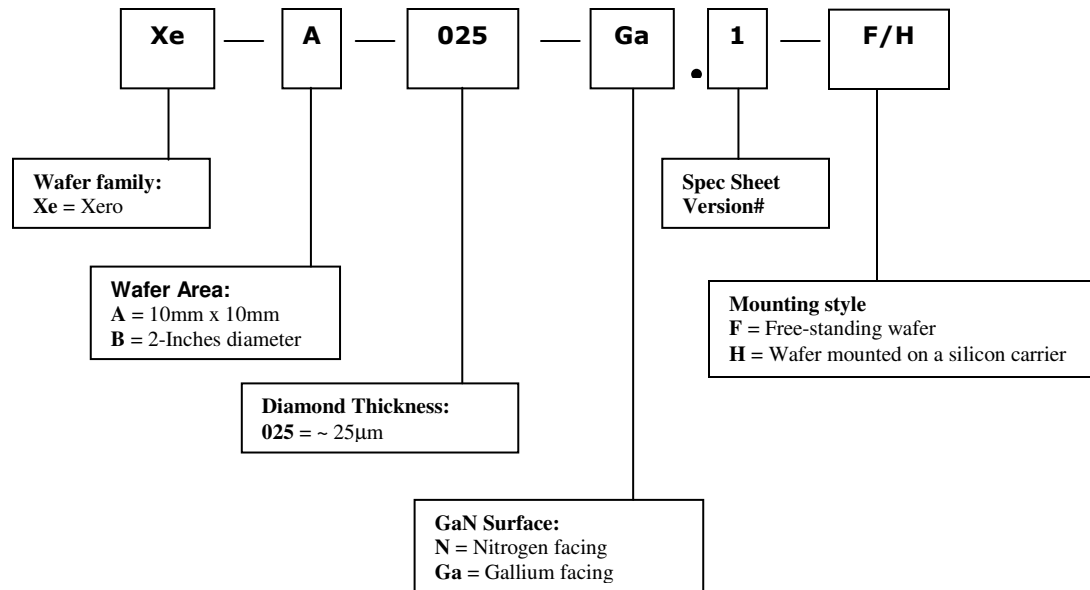 Xe — A — 025 — Ga . 1 — F/H
Wafer family:
Xe = Xero
Spec Sheet
Version#
Wafer Area:
A = 10mm x 10mm
B = 2-Inches diameter
Mounting style
F = Free-standing wafer
H = Wafer mounted on a silicon carrier
Diamond Thickness:
025 = ~ 25µm
GaN Surface:
N = Nitrogen facing
Ga = Gallium facing